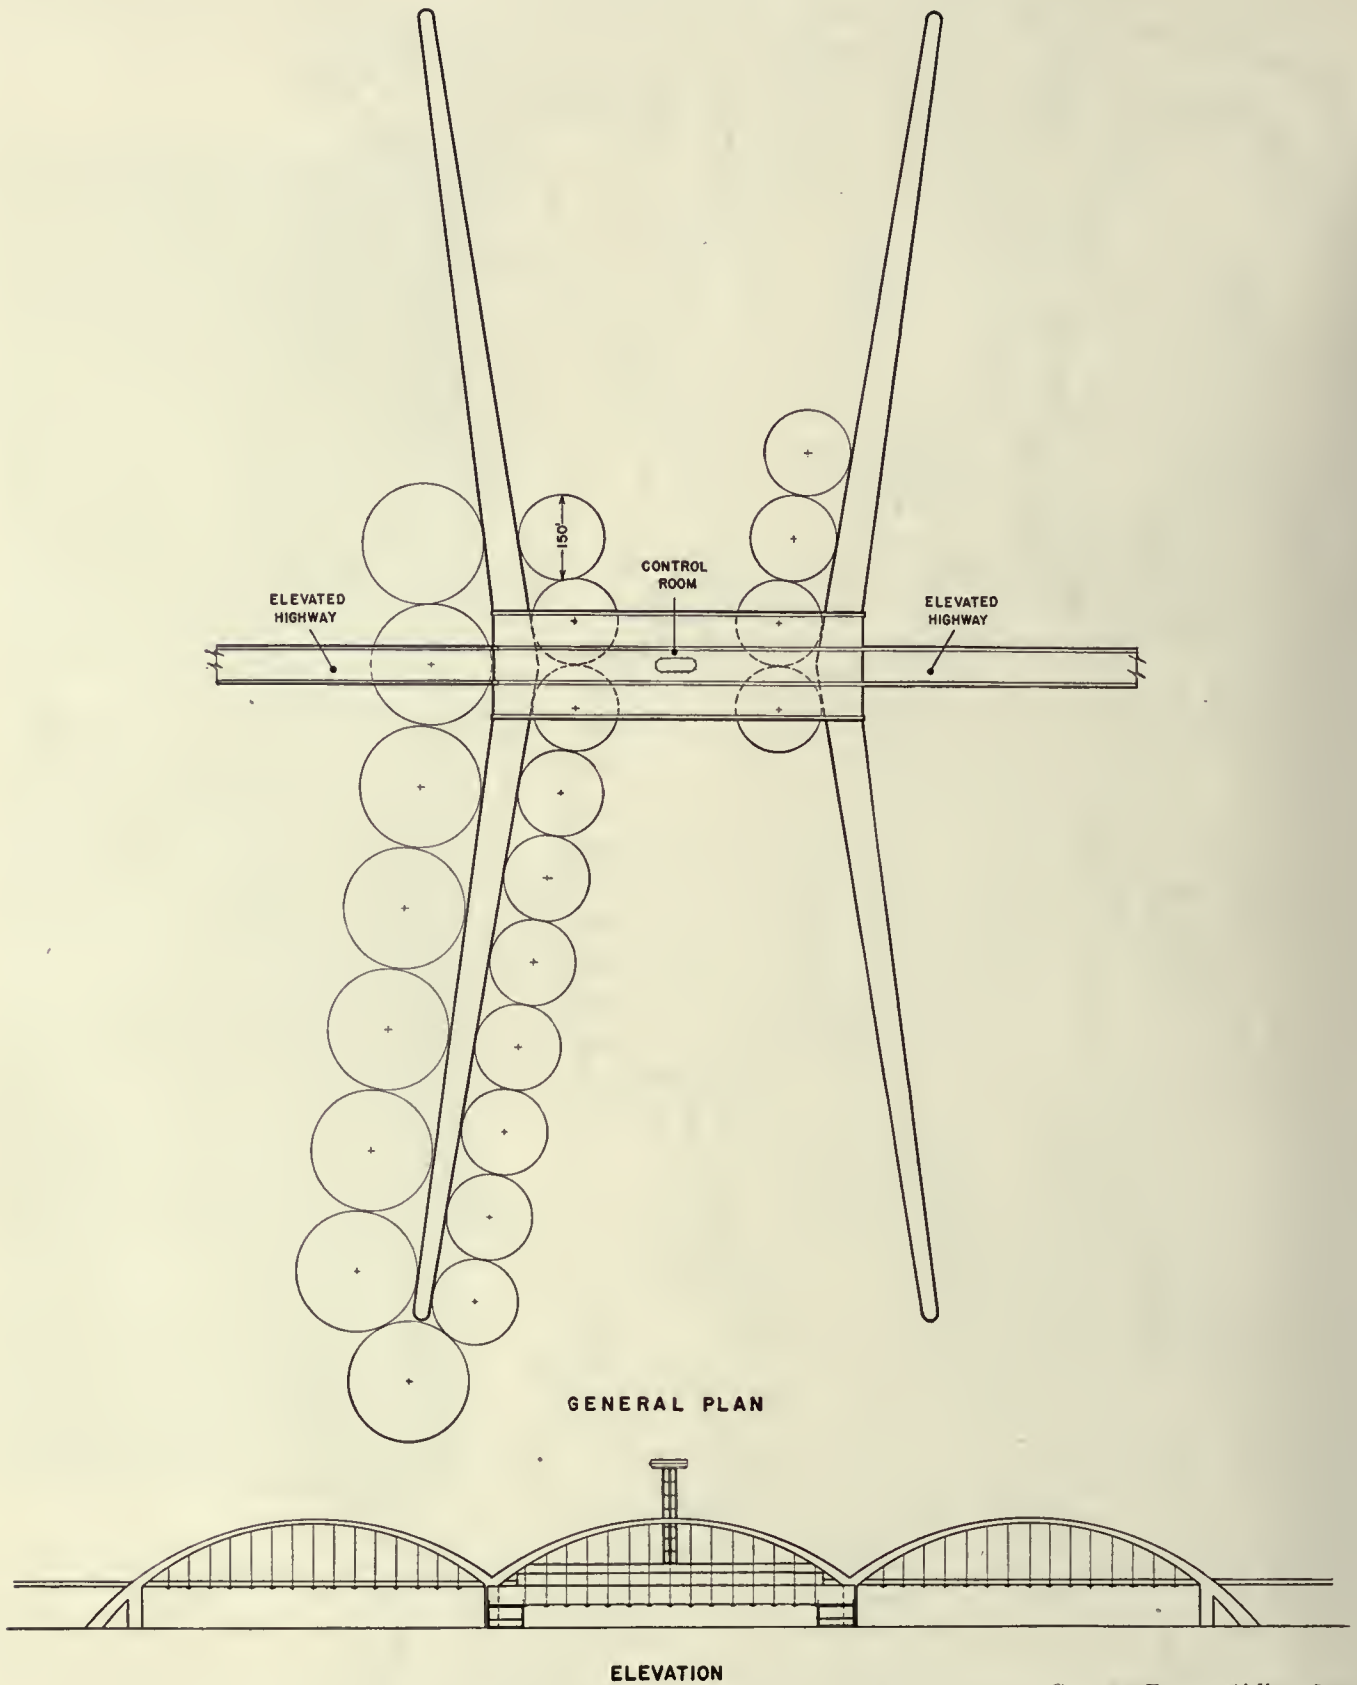 150'
CONTROL
ROOM
ELEVATED
HIGHWAY
ELEVATED
HIGHWAY
GENERAL PLAN
ELEVATION